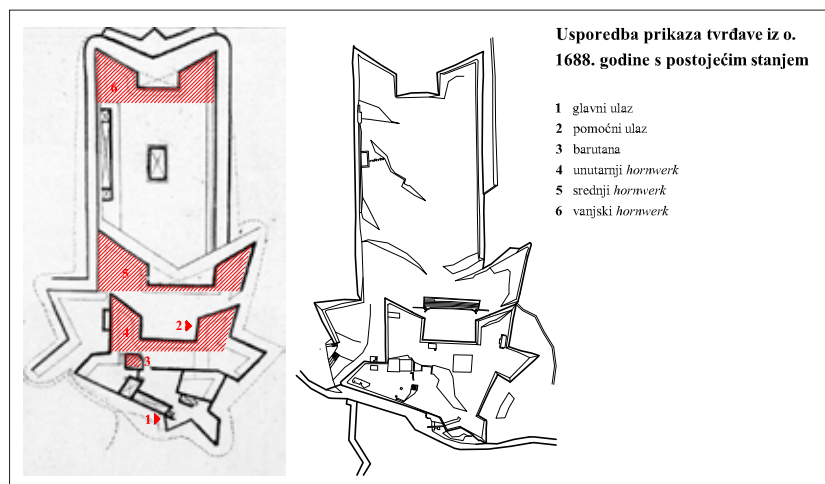 Usporedba prikaza tvrđave iz o.
1688. godine s postojećim stanjem
1 glavni ulaz
2 pomoćni ulaz
3 barutana
4 unutarnji hornwerk
5 srednji hornwerk
6 vanjski hornwerk
6
5
2
4
3
1